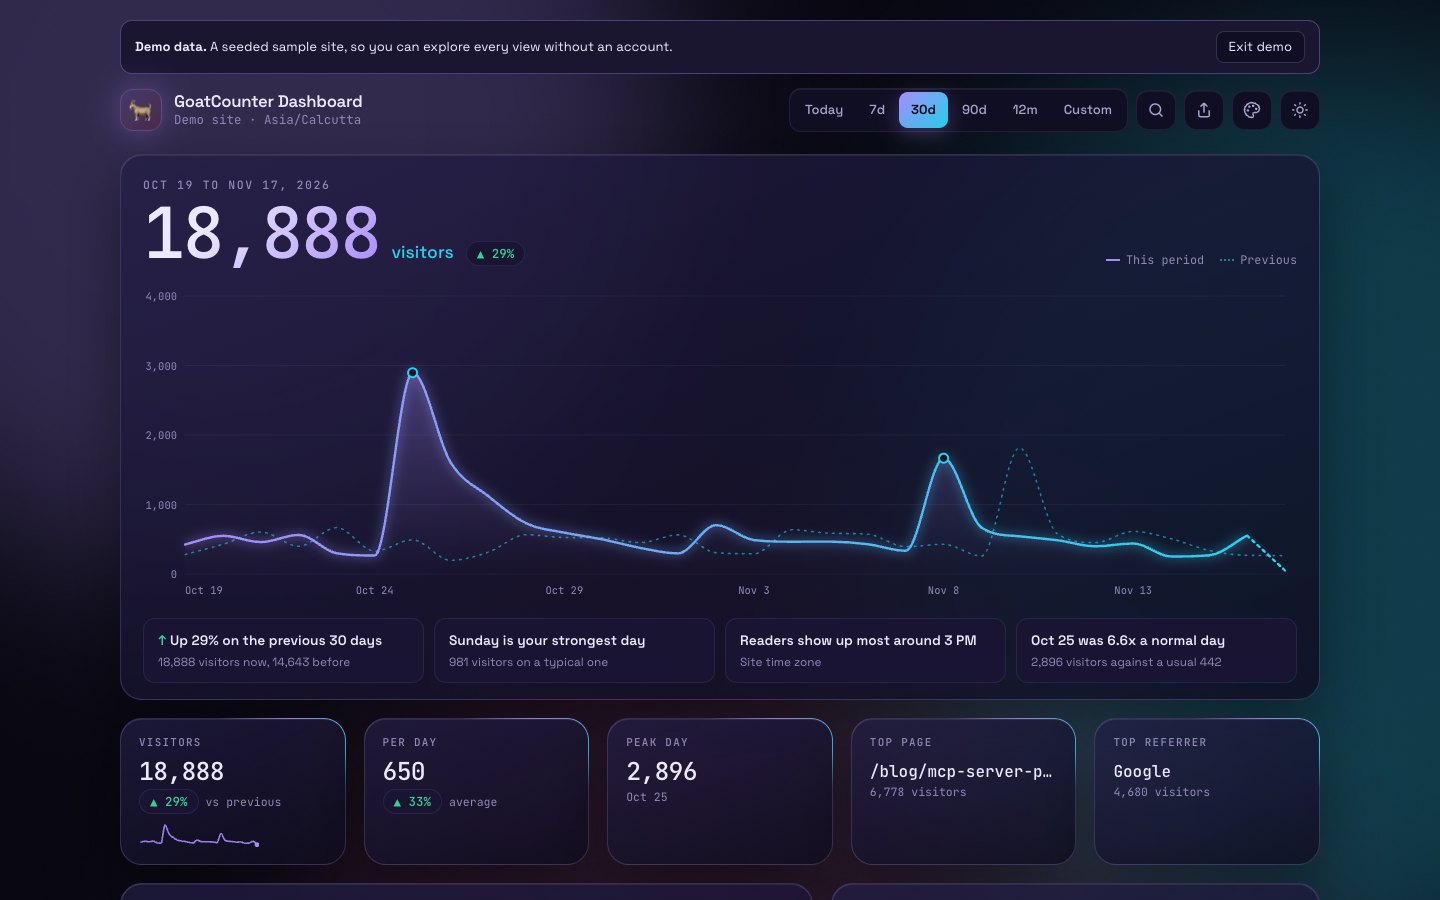 Demo data. A seeded sample site, so you can explore every view without an account.
Exit demo
GoatCounter Dashboard
Demo site · Asia/Calcutta
Today 7d 30d 90d 12m Custom
OCT 19 TO NOV 17, 2026
18,888 visitors ▲ 29%
This period Previous
4,000
3,000
2,000
1,000
0
Oct 19 Oct 24 Oct 29 Nov 3 Nov 8 Nov 13
↑ Up 29% on the previous 30 days
18,888 visitors now, 14,643 before
Sunday is your strongest day
981 visitors on a typical one
Readers show up most around 3 PM
Site time zone
Oct 25 was 6.6x a normal day
2,896 visitors against a usual 442
VISITORS
18,888
▲ 29% vs previous
PER DAY
650
▲ 33% average
PEAK DAY
2,896
Oct 25
TOP PAGE
/blog/mcp-server-p…
6,778 visitors
TOP REFERRER
Google
4,680 visitors